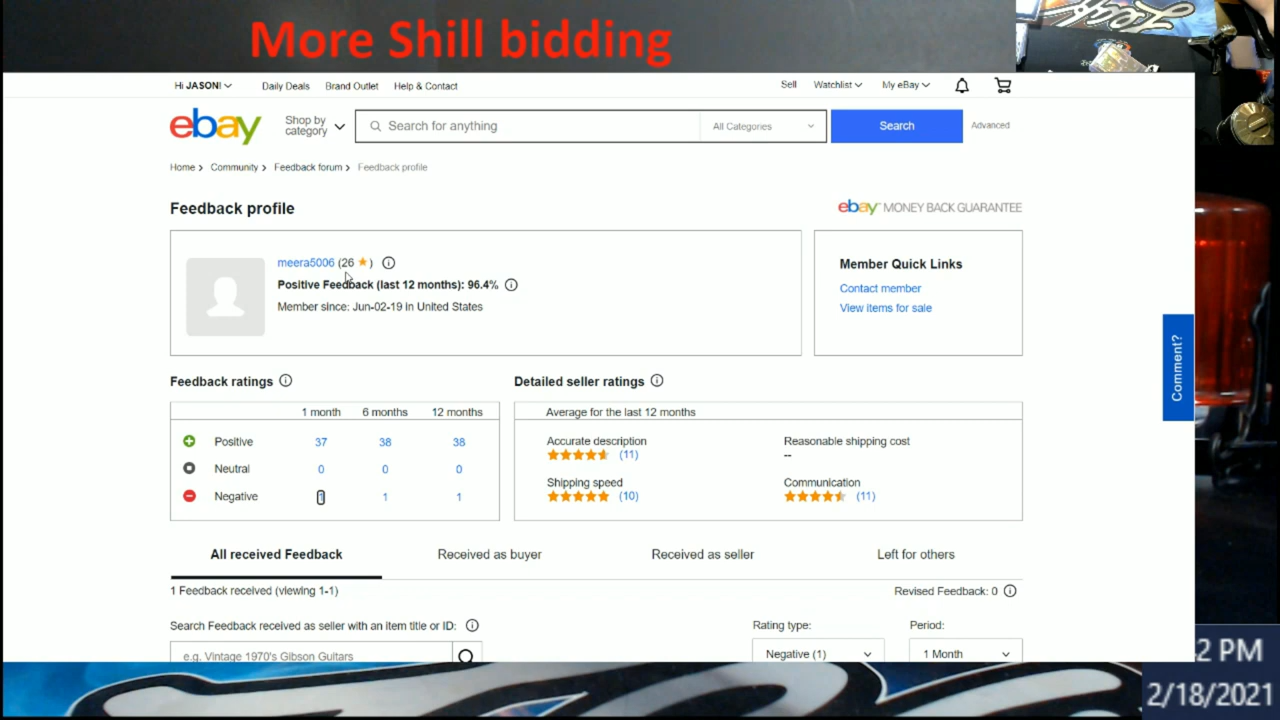 More Shill bidding
Hi JASON!
Daily Deals
Brand Outlet
Help & Contact
Sell
Watchlist
My eBay
ebay
Shop by
category
Search for anything
All Categories
Search
Advanced
Home
Community
Feedback forum
Feedback profile
Feedback profile
ebay MONEY BACK GUARANTEE
meera5006 (26 ★)
Positive Feedback (last 12 months): 96.4%
Member since: Jun-02-19 in United States
Member Quick Links
Contact member
View items for sale
Comment?
Feedback ratings
1 month 6 months 12 months
Positive 37 38 38
Neutral 0 0 0
Negative 1 1 1
Detailed seller ratings
Average for the last 12 months
Accurate description
(11)
Reasonable shipping cost
--
Shipping speed
(10)
Communication
(11)
All received Feedback
Received as buyer
Received as seller
Left for others
1 Feedback received (viewing 1-1)
Revised Feedback: 0
Search Feedback received as seller with an item title or ID:
e.g. Vintage 1970's Gibson Guitars
Rating type:
Negative (1)
Period:
1 Month
2 PM
2/18/2021